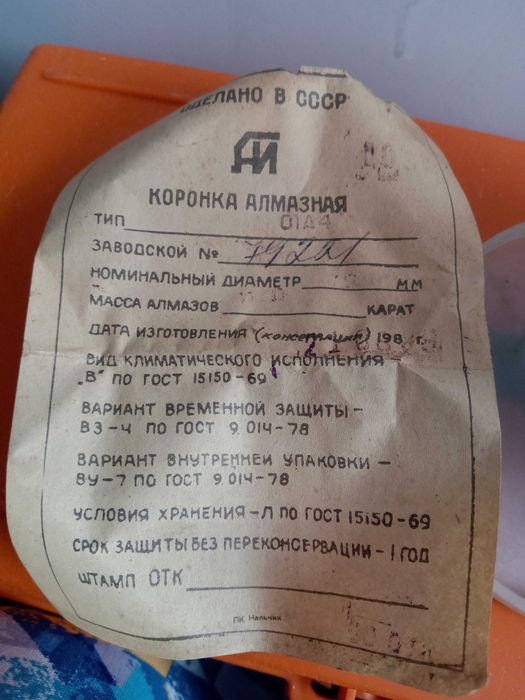 СДЕЛАНО В СССР
АИ
КОРОНКА АЛМАЗНАЯ
ТИП 01А4
ЗАВОДСКОЙ № 79221
НОМИНАЛЬНЫЙ ДИАМЕТР ММ
МАССА АЛМАЗОВ КАРАТ
ДАТА ИЗГОТОВЛЕНИЯ (консервации) 198 г.
ВИД КЛИМАТИЧЕСКОГО ИСПОЛНЕНИЯ –
„В" ПО ГОСТ 15150-69
ВАРИАНТ ВРЕМЕННОЙ ЗАЩИТЫ –
ВЗ-4 ПО ГОСТ 9.014-78
ВАРИАНТ ВНУТРЕННЕЙ УПАКОВКИ –
ВУ-7 ПО ГОСТ 9.014-78
УСЛОВИЯ ХРАНЕНИЯ – Л ПО ГОСТ 15150-69
СРОК ЗАЩИТЫ БЕЗ ПЕРЕКОНСЕРВАЦИИ – 1 ГОД
ШТАМП ОТК
ПК Нальчик